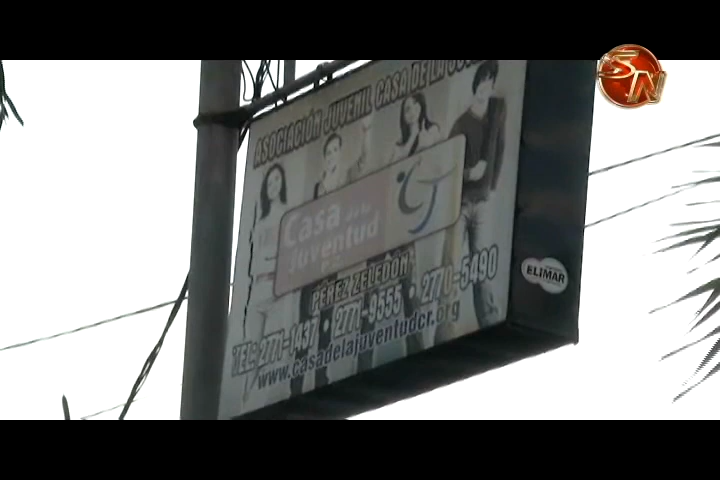 SN
ASOCIACIÓN JUVENIL CASA DE LA
Casa de la
Juventud
PÉREZ ZELEDÓN
TEL: 2771-1437 • 2771-9555 • 2770-5490
www.casadelajuventudcr.org
ELIMAR